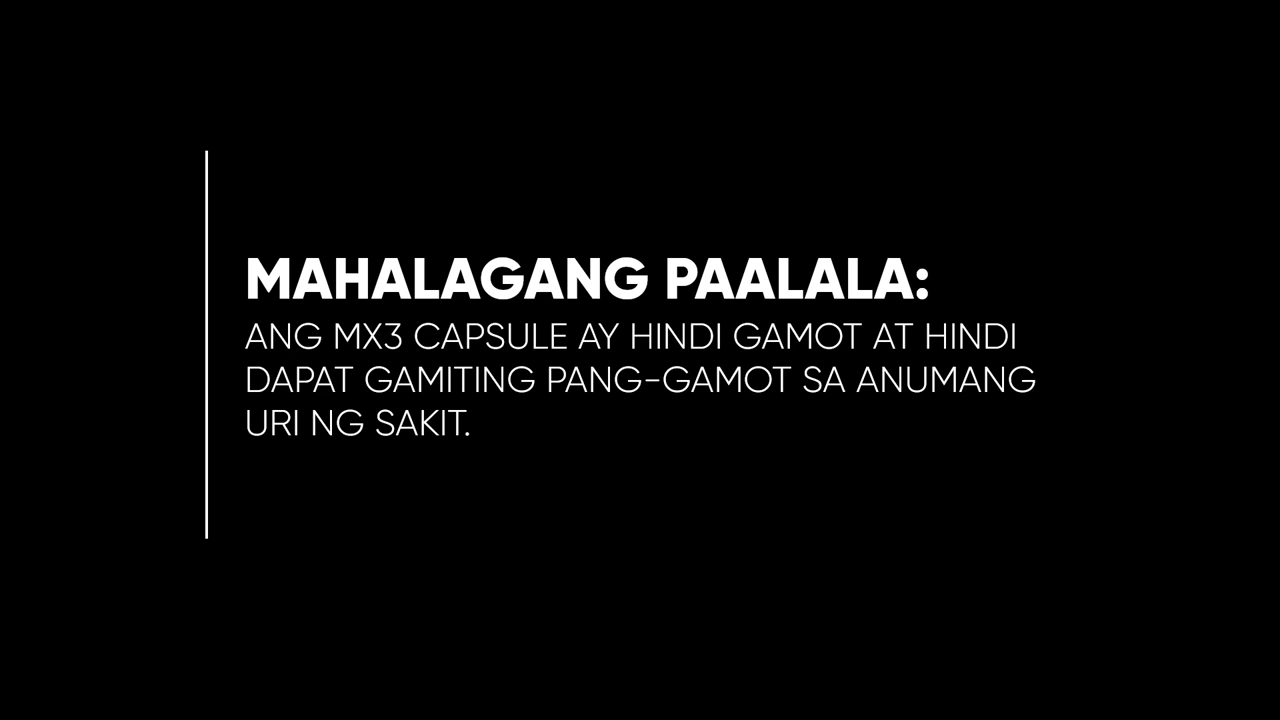 MAHALAGANG PAALALA:
ANG MX3 CAPSULE AY HINDI GAMOT AT HINDI
DAPAT GAMITING PANG-GAMOT SA ANUMANG
URI NG SAKIT.